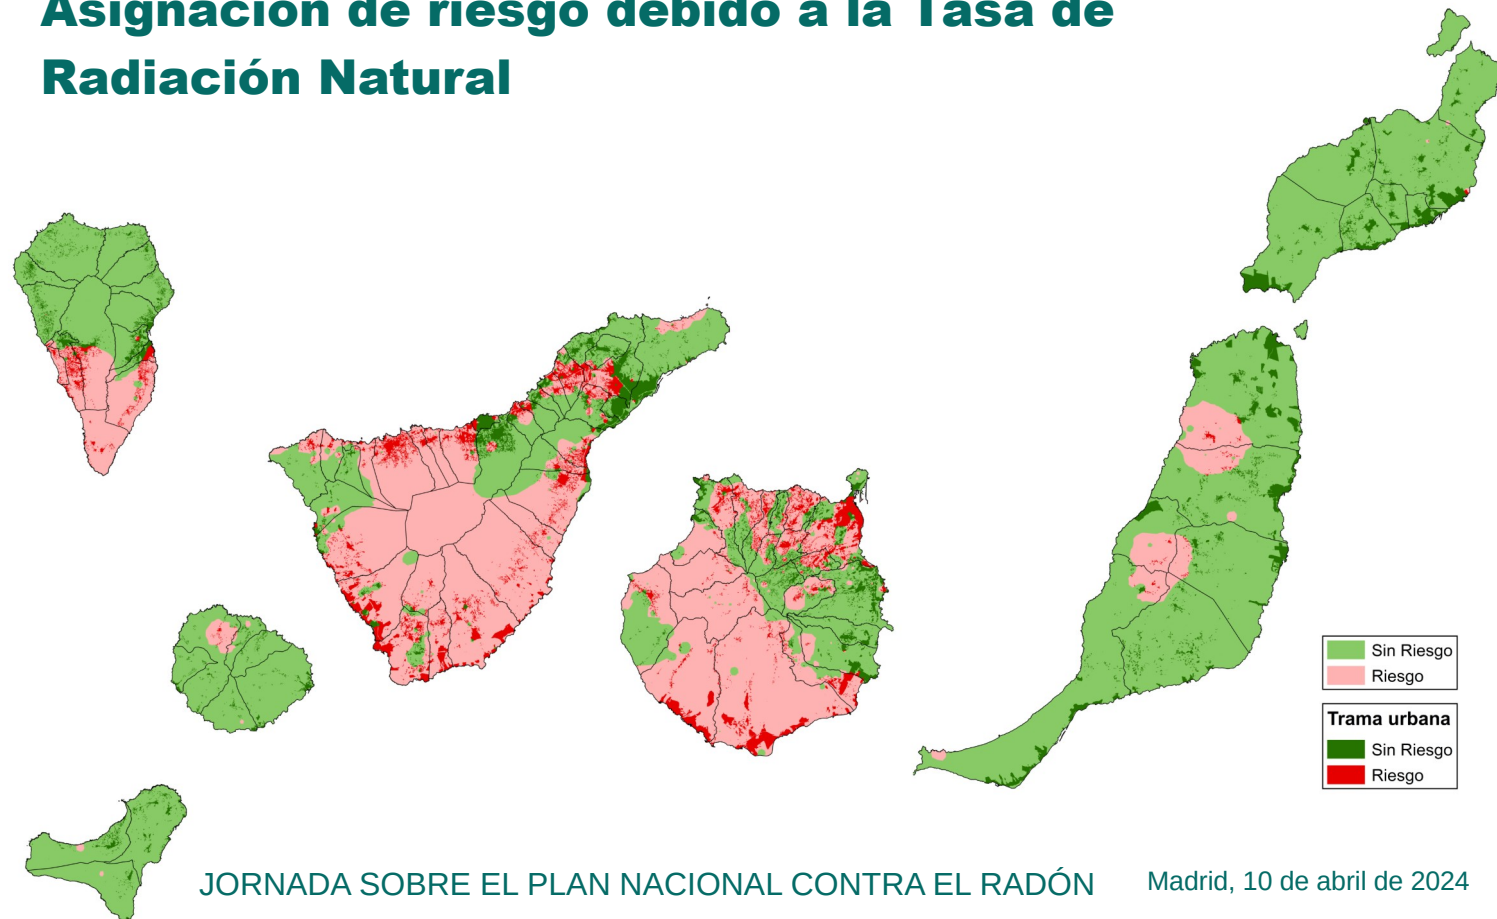 Asignación de riesgo debido a la Tasa de
Radiación Natural
Sin Riesgo
Riesgo
Trama urbana
Sin Riesgo
Riesgo
JORNADA SOBRE EL PLAN NACIONAL CONTRA EL RADÓN
Madrid, 10 de abril de 2024